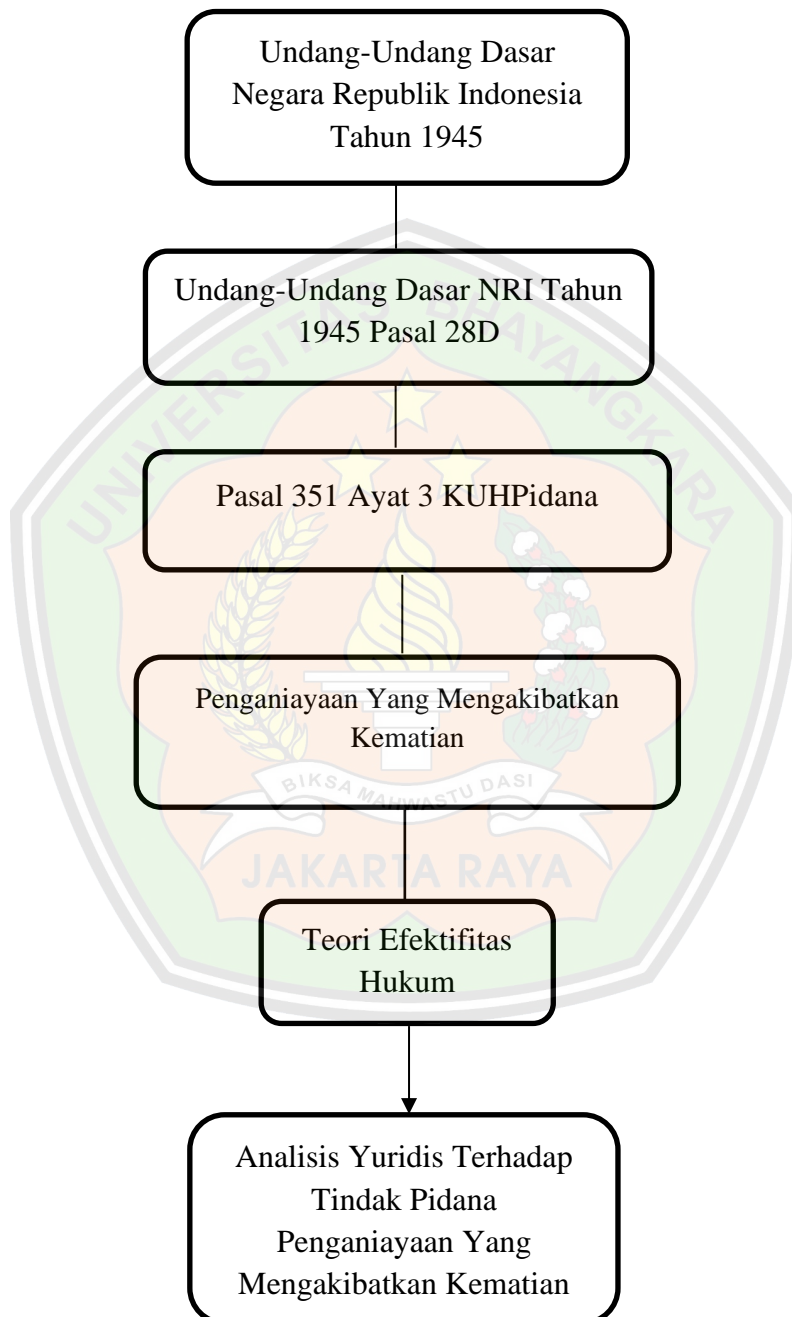 Undang-Undang Dasar
Negara Republik Indonesia
Tahun 1945
Undang-Undang Dasar NRI Tahun
1945 Pasal 28D
UNIVERSITAS BHAYANGKARA
Pasal 351 Ayat 3 KUHPidana
Penganiayaan Yang Mengakibatkan
Kematian
BIKSA MAHWASTU DASI
JAKARTA RAYA
Teori Efektifitas
Hukum
Analisis Yuridis Terhadap
Tindak Pidana
Penganiayaan Yang
Mengakibatkan Kematian